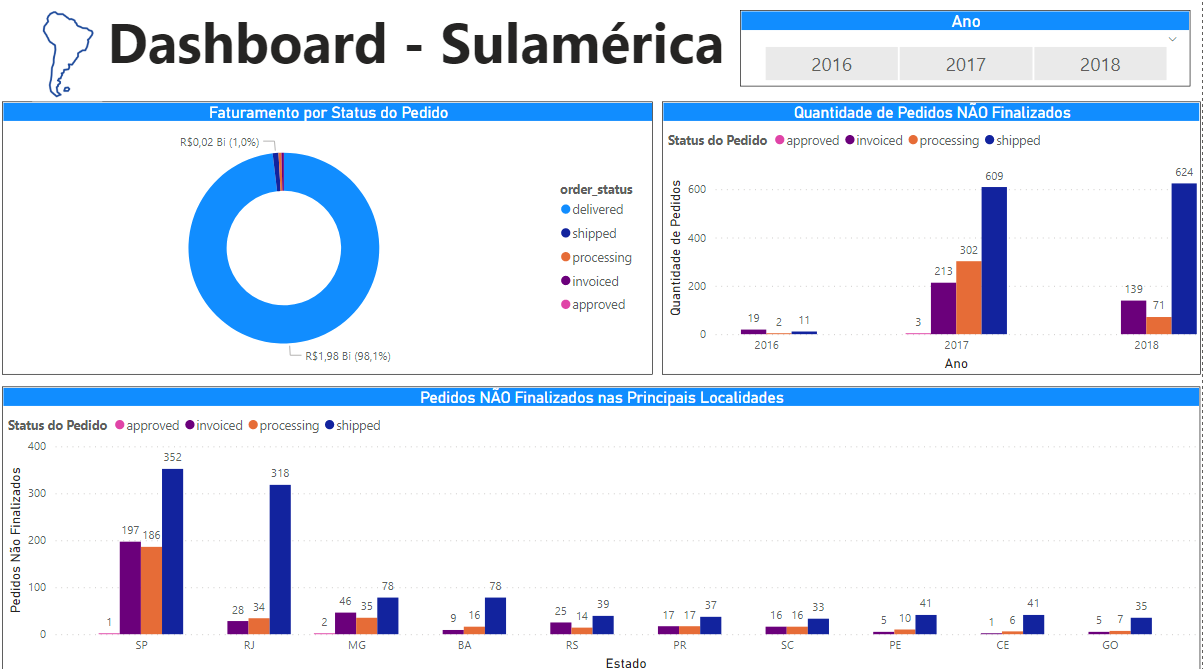 Dashboard - Sulamérica
Ano
2016 2017 2018
Faturamento por Status do Pedido
R$0,02 Bi (1,0%)
R$1,98 Bi (98,1%)
order_status
delivered
shipped
processing
invoiced
approved
Quantidade de Pedidos NÃO Finalizados
Status do Pedido approved invoiced processing shipped
Quantidade de Pedidos
600
400
200
0
19 2 11
3 213 302 609
139 71 624
2016 2017 2018
Ano
Pedidos NÃO Finalizados nas Principais Localidades
Status do Pedido approved invoiced processing shipped
Pedidos Não Finalizados
400
300
200
100
0
1 197 186 352
28 34 318
2 46 35 78
9 16 78
25 14 39
17 17 37
16 16 33
5 10 41
1 6 41
5 7 35
SP RJ MG BA RS PR SC PE CE GO
Estado